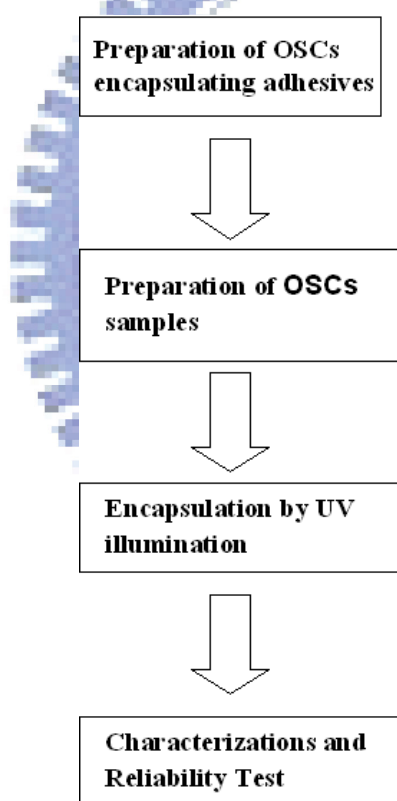 Preparation of OSCs
encapsulating adhesives
Preparation of OSCs
samples
Encapsulation by UV
illumination
Characterizations and
Reliability Test